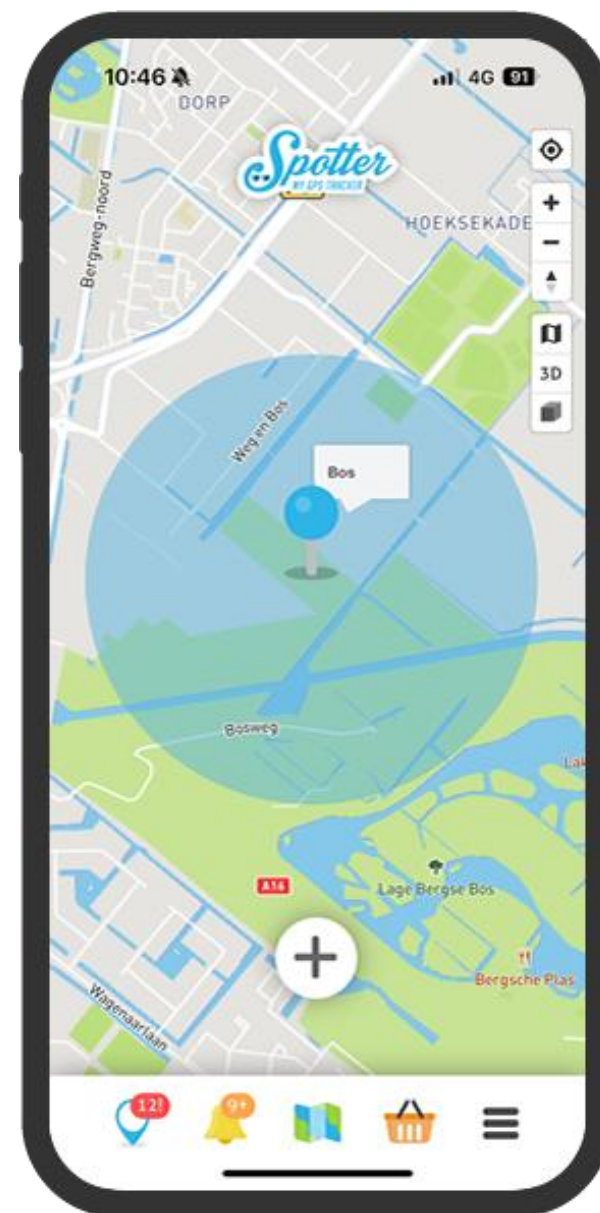 10:46
4G 91
DORP
Spotter
MY GPS TRACKER
Bergweg-noord
HOEKSEKADE
+
-
3D
Weg en Bos
Bos
Bosweg
Lak
A16
Lage Bergse Bos
+
Bergsche Plas
Wagenaarlaan
12!
9+